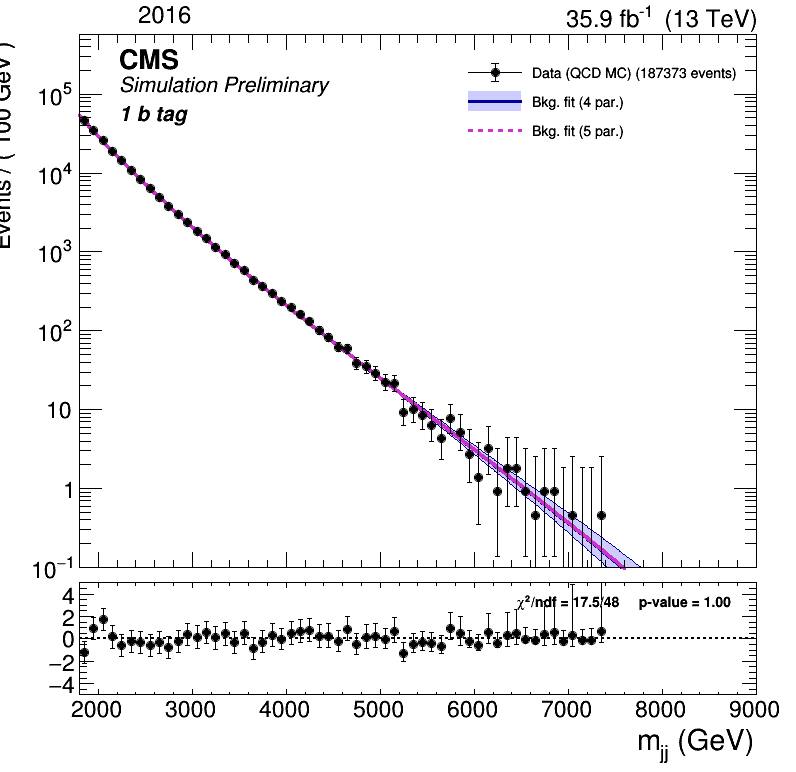 2016
35.9 fb⁻¹ (13 TeV)
CMS
Simulation Preliminary
1 b tag
Data (QCD MC) (187373 events)
Bkg. fit (4 par.)
Bkg. fit (5 par.)
Events / ( 100 GeV )
10⁵
10⁴
10³
10²
10
1
10⁻¹
χ²/ndf = 17.5/48 p-value = 1.00
4
2
0
−2
−4
2000 3000 4000 5000 6000 7000 8000 9000
m_jj (GeV)